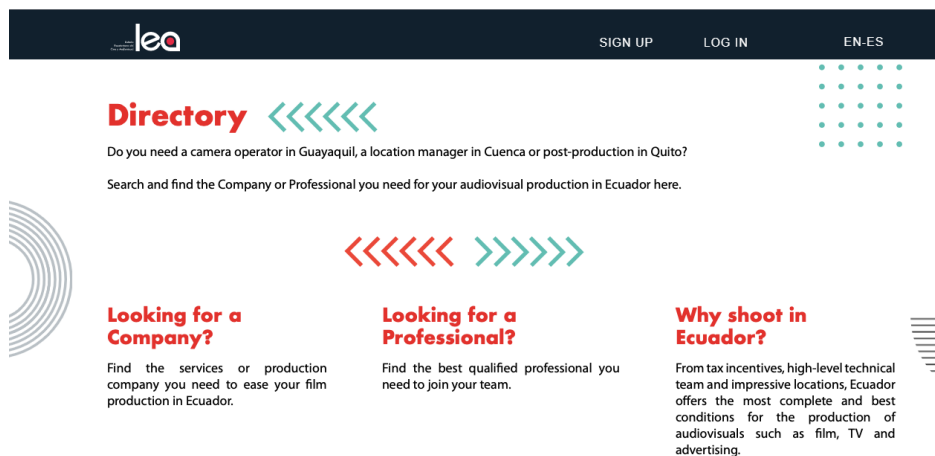 lea
SIGN UP
LOG IN
EN-ES
Directory
Do you need a camera operator in Guayaquil, a location manager in Cuenca or post-production in Quito?
Search and find the Company or Professional you need for your audiovisual production in Ecuador here.
Looking for a
Company?
Find the services or production
company you need to ease your film
production in Ecuador.
Looking for a
Professional?
Find the best qualified professional you
need to join your team.
Why shoot in
Ecuador?
From tax incentives, high-level technical
team and impressive locations, Ecuador
offers the most complete and best
conditions for the production of
audiovisuals such as film, TV and
advertising.